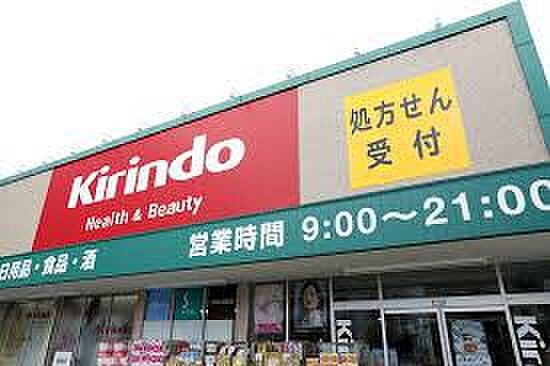 Kirindo
Health & Beauty
処方せん
受付
日用品・食品・酒
営業時間 9:00～21:00
Kirin